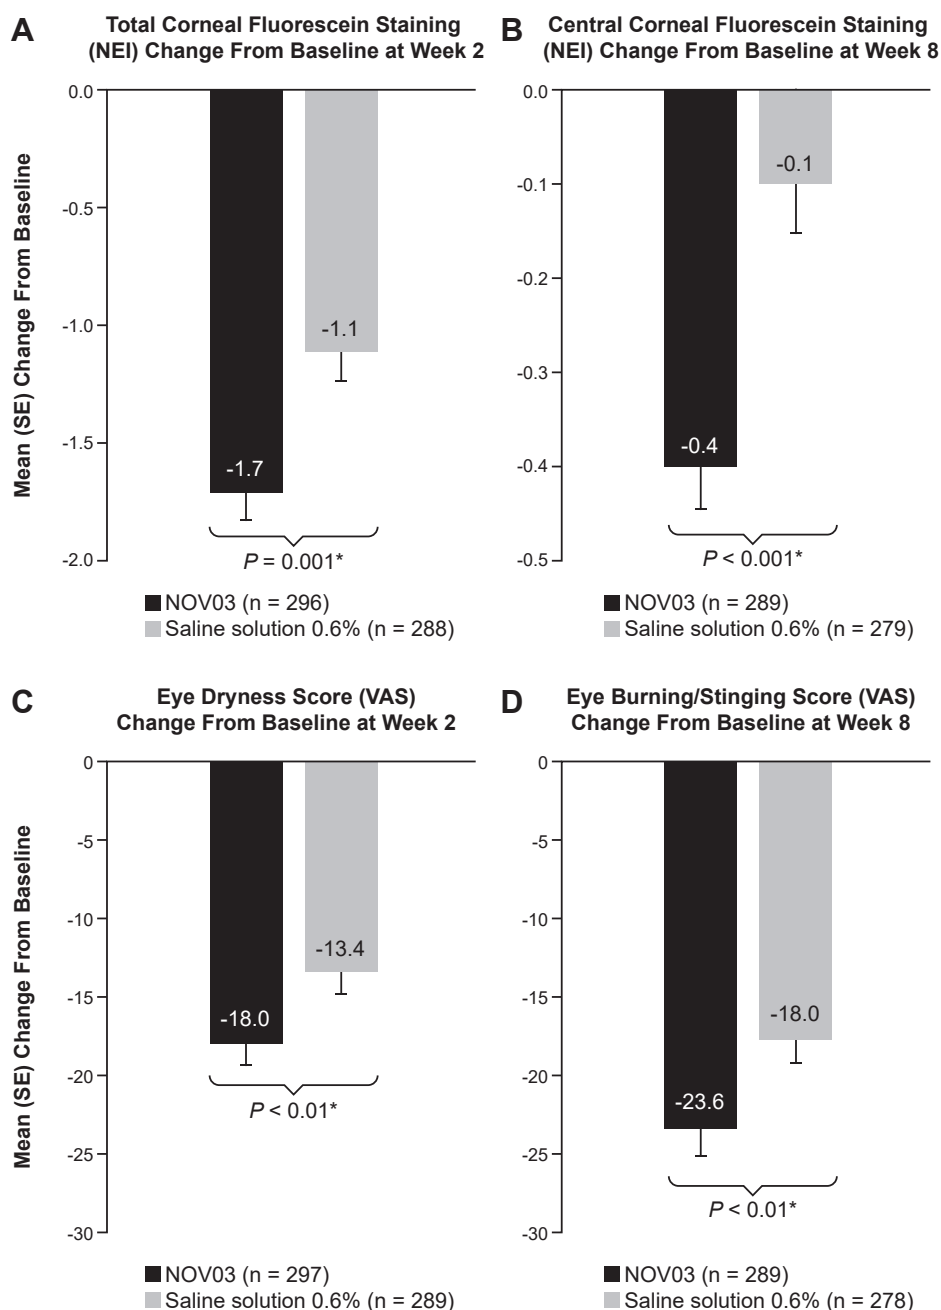 A
Total Corneal Fluorescein Staining
(NEI) Change From Baseline at Week 2
Mean (SE) Change From Baseline
0.0
-0.5
-1.0
-1.5
-2.0
-1.7
-1.1
P = 0.001*
NOV03 (n = 296)
Saline solution 0.6% (n = 288)
B
Central Corneal Fluorescein Staining
(NEI) Change From Baseline at Week 8
0.0
-0.1
-0.2
-0.3
-0.4
-0.5
-0.4
-0.1
P < 0.001*
NOV03 (n = 289)
Saline solution 0.6% (n = 279)
C
Eye Dryness Score (VAS)
Change From Baseline at Week 2
Mean (SE) Change From Baseline
0
-5
-10
-15
-20
-25
-30
-18.0
-13.4
P < 0.01*
NOV03 (n = 297)
Saline solution 0.6% (n = 289)
D
Eye Burning/Stinging Score (VAS)
Change From Baseline at Week 8
0
-5
-10
-15
-20
-25
-30
-23.6
-18.0
P < 0.01*
NOV03 (n = 289)
Saline solution 0.6% (n = 278)